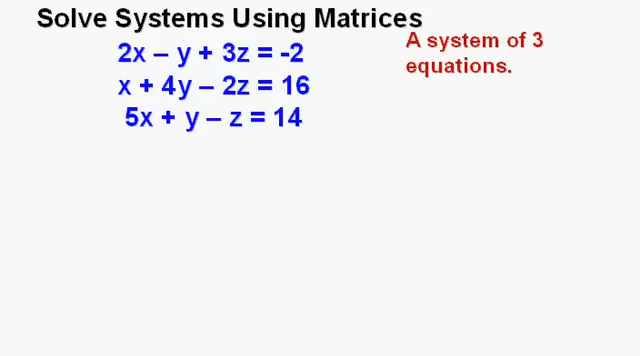 Solve Systems Using Matrices
A system of 3
equations.
2x – y + 3z = -2
x + 4y – 2z = 16
5x + y – z = 14